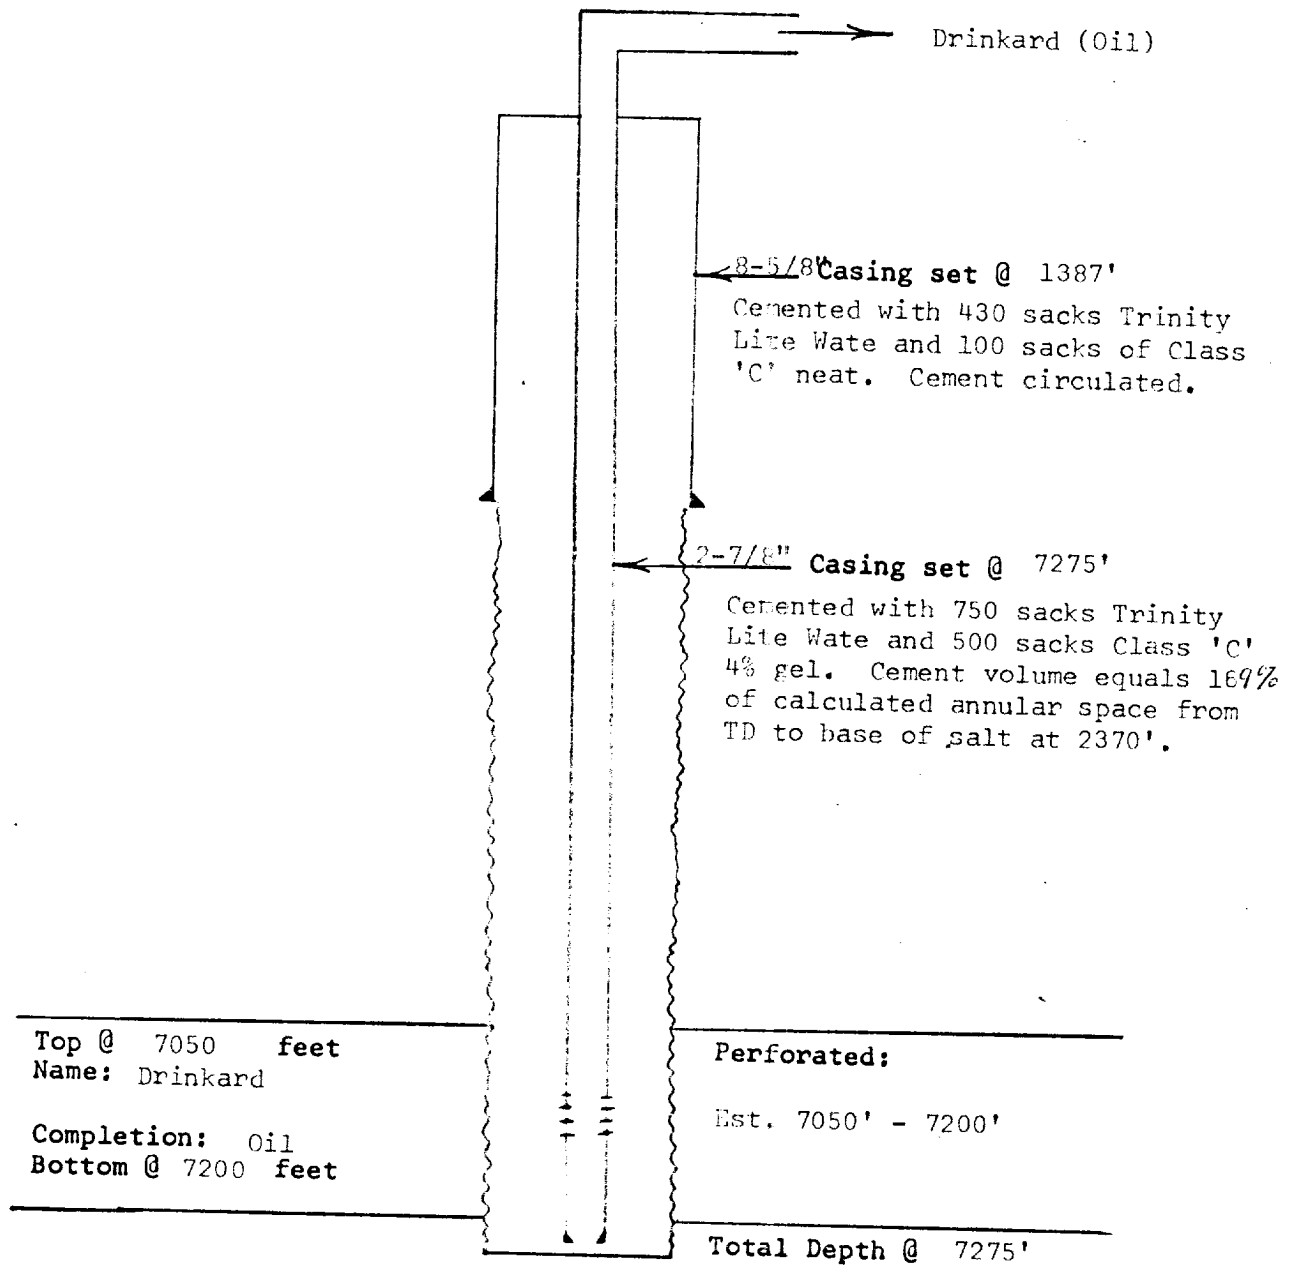 Drinkard (Oil)
8-5/8" Casing set @ 1387'
Cemented with 430 sacks Trinity
Lite Wate and 100 sacks of Class
'C' neat. Cement circulated.
2-7/8" Casing set @ 7275'
Cemented with 750 sacks Trinity
Lite Wate and 500 sacks Class 'C'
4% gel. Cement volume equals 169%
of calculated annular space from
TD to base of salt at 2370'.
Top @ 7050 feet
Name: Drinkard
Completion: Oil
Bottom @ 7200 feet
Perforated:
Est. 7050' - 7200'
Total Depth @ 7275'